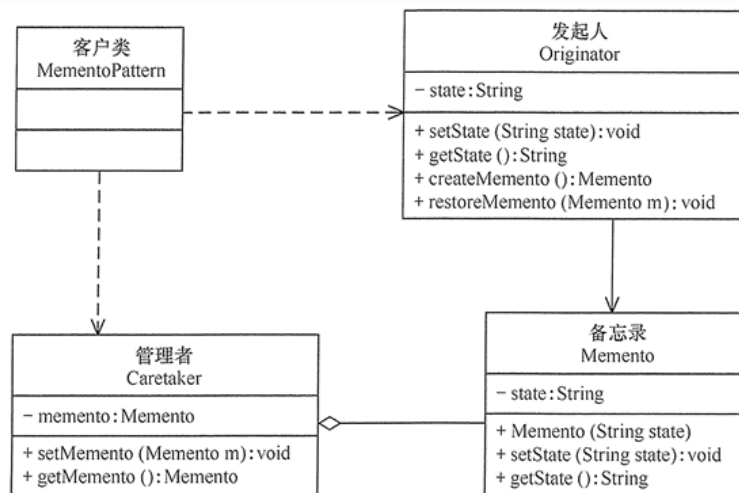 客户类
MementoPattern
发起人
Originator
− state:String
+ setState (String state):void
+ getState ():String
+ createMemento ():Memento
+ restoreMemento (Memento m):void
管理者
Caretaker
− memento:Memento
+ setMemento (Memento m):void
+ getMemento ():Memento
备忘录
Memento
− state:String
+ Memento (String state)
+ setState (String state):void
+ getState ():String